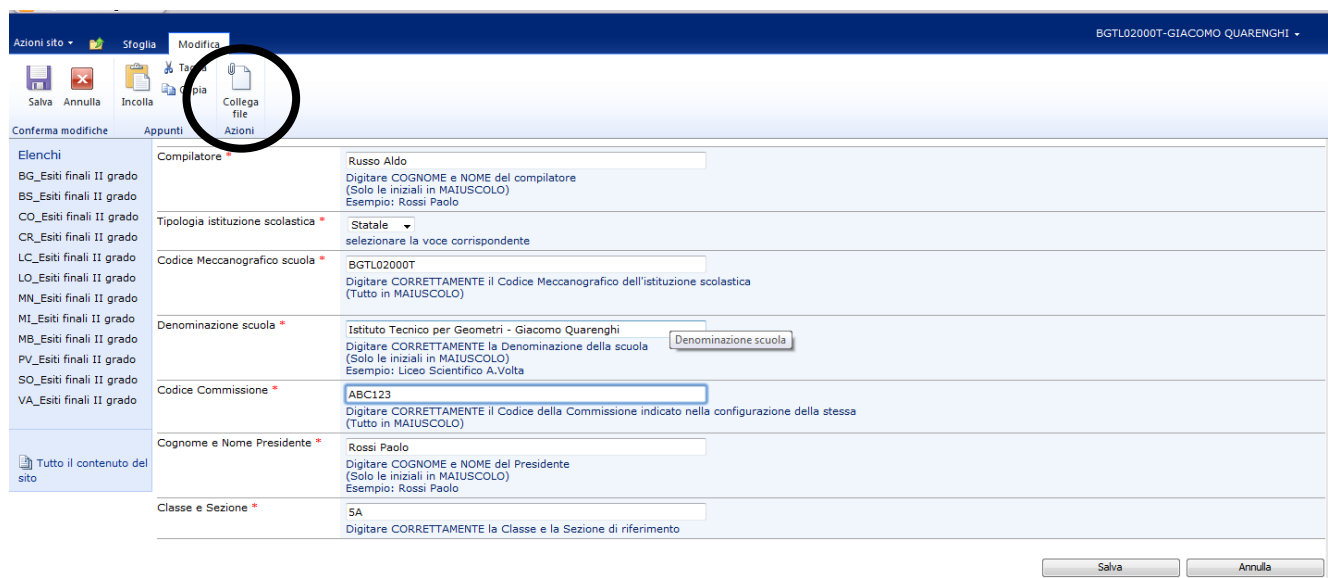 Azioni sito
Sfoglia
Modifica
BGTL02000T-GIACOMO QUARENGHI
Salva
Annulla
Incolla
Copia
Collega file
Conferma modifiche
Appunti
Azioni
Elenchi
BG_Esiti finali II grado
BS_Esiti finali II grado
CO_Esiti finali II grado
CR_Esiti finali II grado
LC_Esiti finali II grado
LO_Esiti finali II grado
MN_Esiti finali II grado
MI_Esiti finali II grado
MB_Esiti finali II grado
PV_Esiti finali II grado
SO_Esiti finali II grado
VA_Esiti finali II grado
Tutto il contenuto del
sito
Compilatore *
Russo Aldo
Digitare COGNOME e NOME del compilatore
(Solo le iniziali in MAIUSCOLO)
Esempio: Rossi Paolo
Tipologia istituzione scolastica *
Statale
selezionare la voce corrispondente
Codice Meccanografico scuola *
BGTL02000T
Digitare CORRETTAMENTE il Codice Meccanografico dell'istituzione scolastica
(Tutto in MAIUSCOLO)
Denominazione scuola *
Istituto Tecnico per Geometri - Giacomo Quarenghi
Denominazione scuola
Digitare CORRETTAMENTE la Denominazione della scuola
(Solo le iniziali in MAIUSCOLO)
Esempio: Liceo Scientifico A.Volta
Codice Commissione *
ABC123
Digitare CORRETTAMENTE il Codice della Commissione indicato nella configurazione della stessa
(Tutto in MAIUSCOLO)
Cognome e Nome Presidente *
Rossi Paolo
Digitare COGNOME e NOME del Presidente
(Solo le iniziali in MAIUSCOLO)
Esempio: Rossi Paolo
Classe e Sezione *
5A
Digitare CORRETTAMENTE la Classe e la Sezione di riferimento
Salva
Annulla